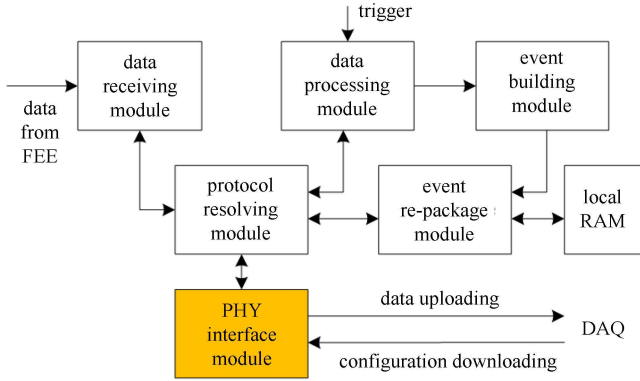 trigger
data
receiving
module
data
processing
module
event
building
module
data
from
FEE
protocol
resolving
module
event
re-package
module
local
RAM
PHY
interface
module
data uploading
DAQ
configuration downloading